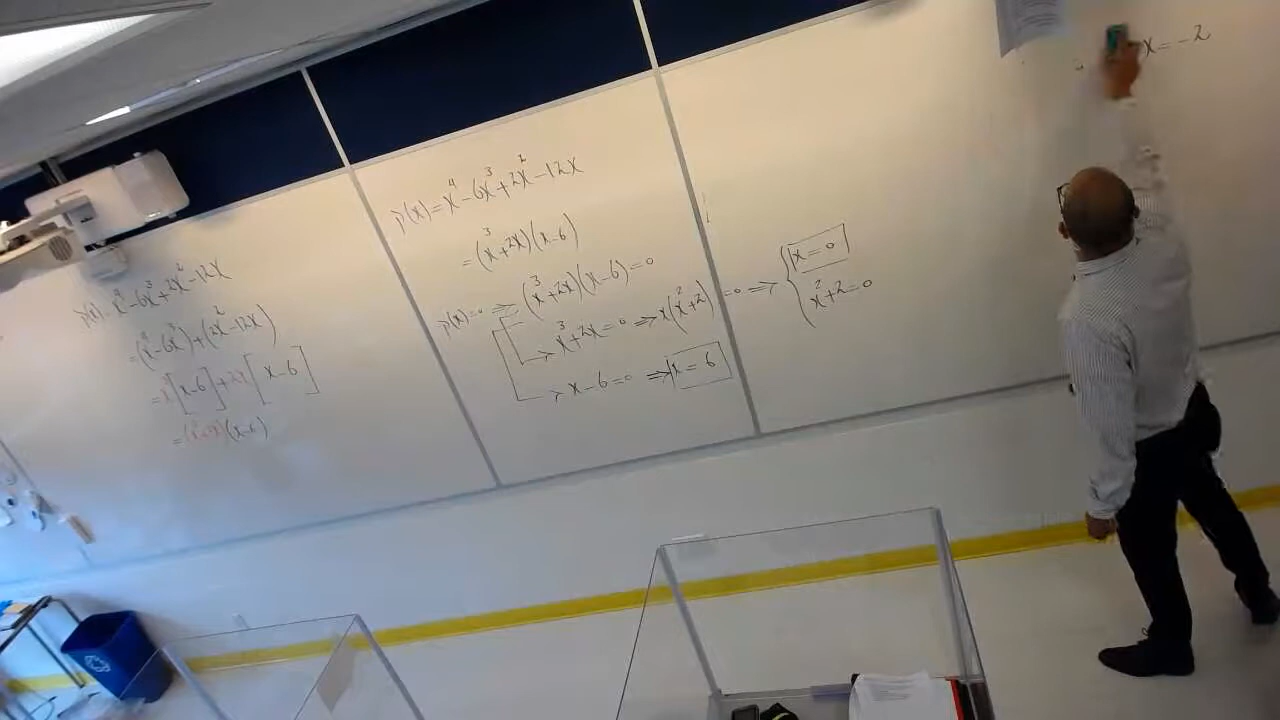 p(x) = x⁴ - 6x³ + 2x² - 12x
= (x⁴ - 6x³) + (2x² - 12x)
= x³[x-6] + 2x[x-6]
= (x³+2x)(x-6)
p(x) = x⁴ - 6x³ + 2x² - 12x
= (x³+2x)(x-6)
p(x)=0 ⇒ (x³+2x)(x-6)=0
→ x³+2x=0 ⇒ x(x²+2)=0 ⇒ { x=0
x²+2=0
→ x-6=0 ⇒ x=6
x=-2